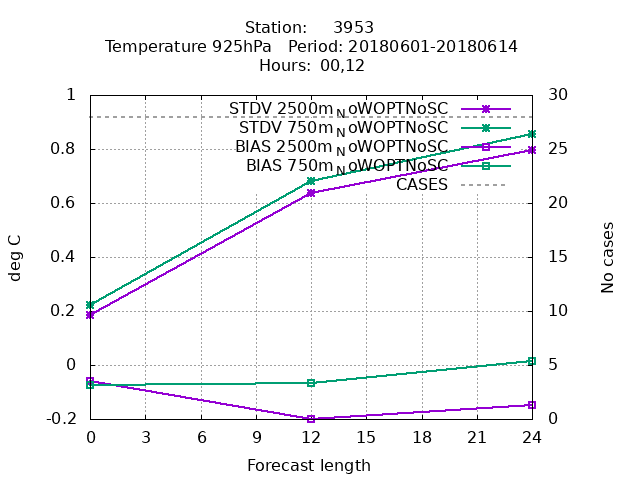 Station: 3953
Temperature 925hPa Period: 20180601-20180614
Hours: 00,12
STDV 2500m_NoWOPTNoSC
STDV 750m_NoWOPTNoSC
BIAS 2500m_NoWOPTNoSC
BIAS 750m_NoWOPTNoSC
CASES
deg C
1
0.8
0.6
0.4
0.2
0
-0.2
30
25
20
15
10
5
0
No cases
0 3 6 9 12 15 18 21 24
Forecast length